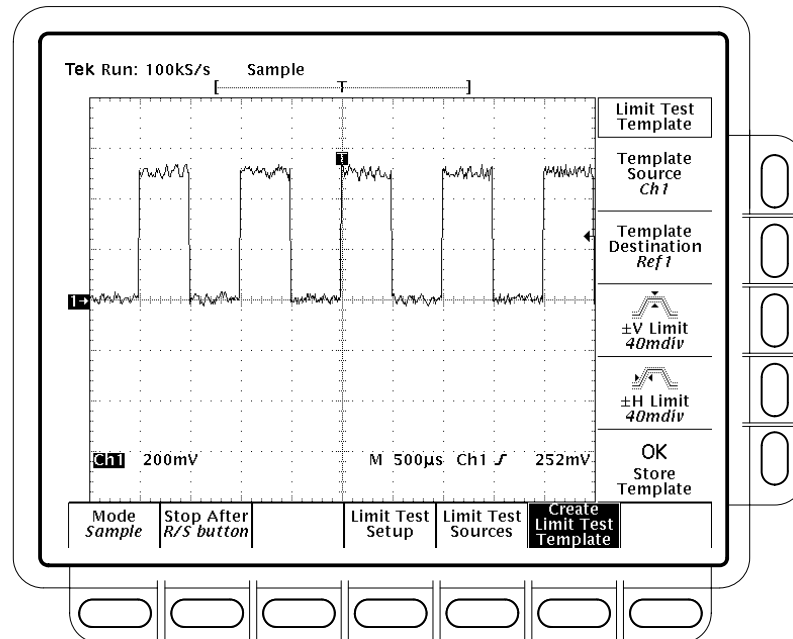 Tek Run: 100kS/s Sample
[ T ]
T
1→
Ch1 200mV M 500µs Ch1 252mV
Limit Test
Template
Template
Source
Ch1
Template
Destination
Ref1
±V Limit
40mdiv
±H Limit
40mdiv
OK
Store
Template
Mode
Sample
Stop After
R/S button
Limit Test
Setup
Limit Test
Sources
Create
Limit Test
Template